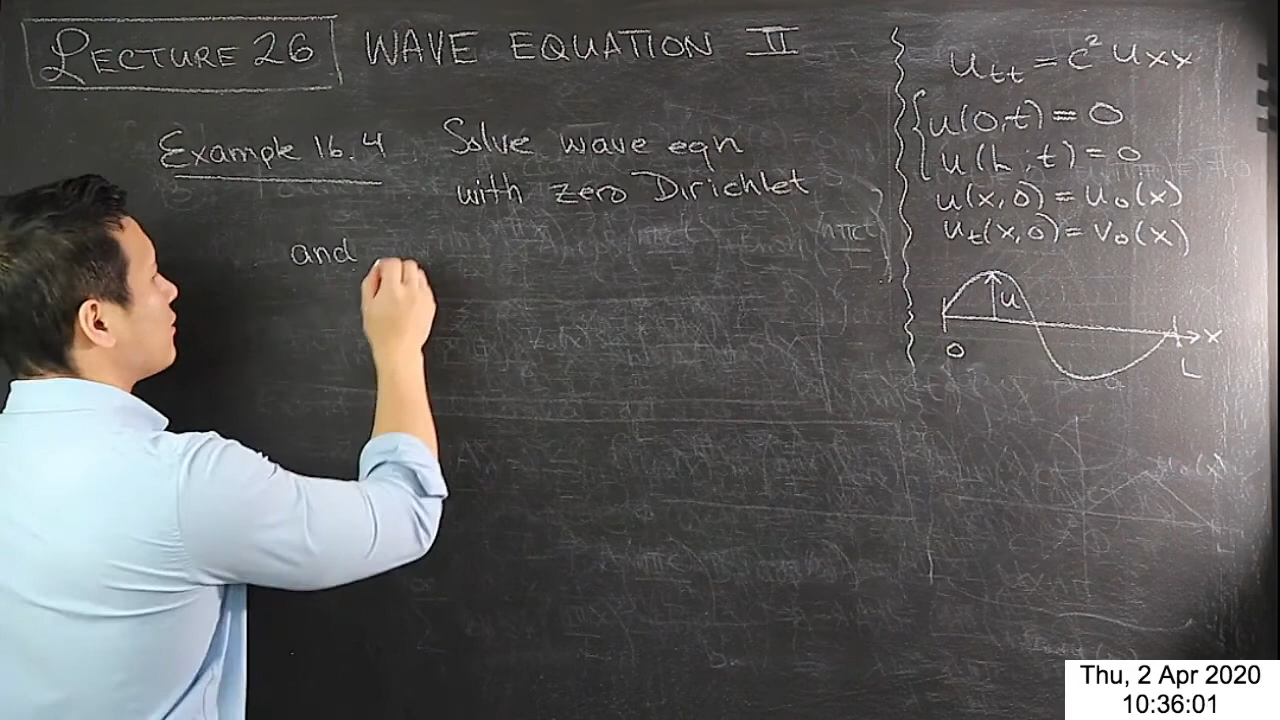 LECTURE 26 WAVE EQUATION II
Example 16.4 Solve wave eqn
with zero Dirichlet
and
u_tt = c² u_xx
u(0,t) = 0
u(L,t) = 0
u(x,0) = u₀(x)
u_t(x,0) = v₀(x)
u
x
0
L
Thu, 2 Apr 2020
10:36:01